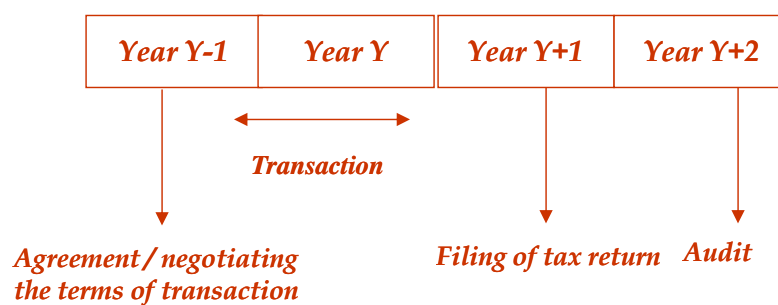 Year Y-1 Year Y Year Y+1 Year Y+2
Transaction
Agreement / negotiating
the terms of transaction
Filing of tax return
Audit